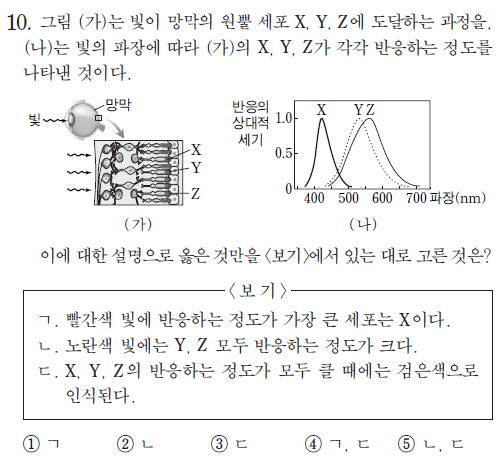 10. 그림 (가)는 빛이 망막의 원뿔 세포 X, Y, Z에 도달하는 과정을,
(나)는 빛의 파장에 따라 (가)의 X, Y, Z가 각각 반응하는 정도를
나타낸 것이다.
빛
망막
X
Y
Z
(가)
반응의
상대적
세기
1.0
0.5
0
X
Y Z
400 500 600 700 파장(nm)
(나)
이에 대한 설명으로 옳은 것만을 〈보기〉에서 있는 대로 고른 것은?
〈보 기〉
ㄱ. 빨간색 빛에 반응하는 정도가 가장 큰 세포는 X이다.
ㄴ. 노란색 빛에는 Y, Z 모두 반응하는 정도가 크다.
ㄷ. X, Y, Z의 반응하는 정도가 모두 클 때에는 검은색으로
인식된다.
① ㄱ ② ㄴ ③ ㄷ ④ ㄱ, ㄷ ⑤ ㄴ, ㄷ